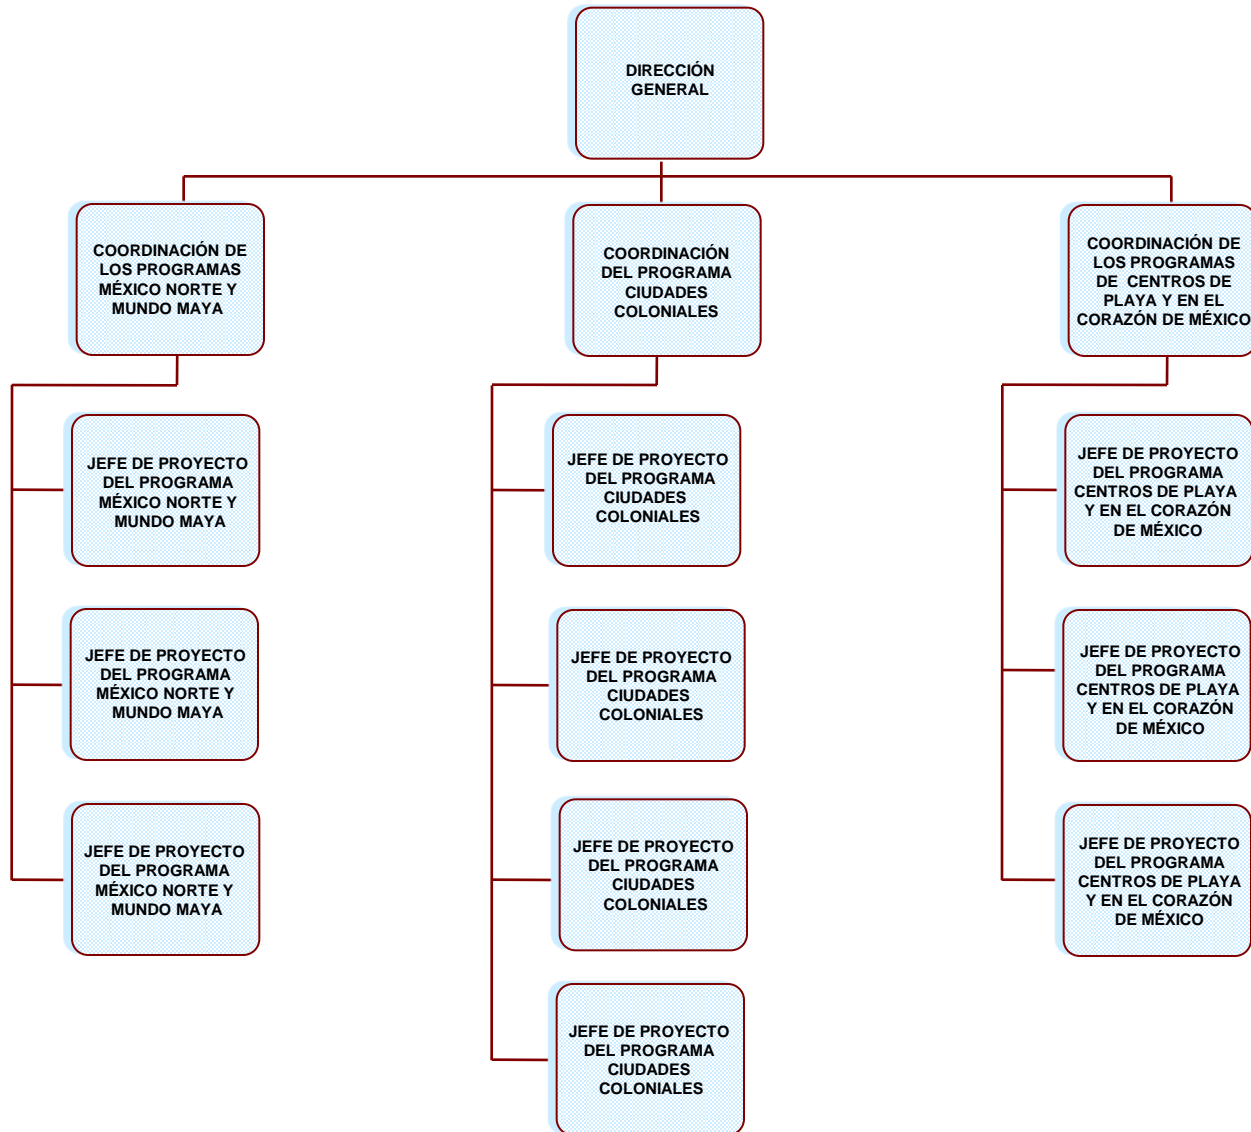 DIRECCIÓN
GENERAL
COORDINACIÓN DE
LOS PROGRAMAS
MÉXICO NORTE Y
MUNDO MAYA
COORDINACIÓN
DEL PROGRAMA
CIUDADES
COLONIALES
COORDINACIÓN DE
LOS PROGRAMAS
DE CENTROS DE
PLAYA Y EN EL
CORAZÓN DE MÉXICO
JEFE DE PROYECTO
DEL PROGRAMA
MÉXICO NORTE Y
MUNDO MAYA
JEFE DE PROYECTO
DEL PROGRAMA
CIUDADES
COLONIALES
JEFE DE PROYECTO
DEL PROGRAMA
CENTROS DE PLAYA
Y EN EL CORAZÓN
DE MÉXICO
JEFE DE PROYECTO
DEL PROGRAMA
MÉXICO NORTE Y
MUNDO MAYA
JEFE DE PROYECTO
DEL PROGRAMA
CIUDADES
COLONIALES
JEFE DE PROYECTO
DEL PROGRAMA
CENTROS DE PLAYA
Y EN EL CORAZÓN
DE MÉXICO
JEFE DE PROYECTO
DEL PROGRAMA
MÉXICO NORTE Y
MUNDO MAYA
JEFE DE PROYECTO
DEL PROGRAMA
CIUDADES
COLONIALES
JEFE DE PROYECTO
DEL PROGRAMA
CENTROS DE PLAYA
Y EN EL CORAZÓN
DE MÉXICO
JEFE DE PROYECTO
DEL PROGRAMA
CIUDADES
COLONIALES